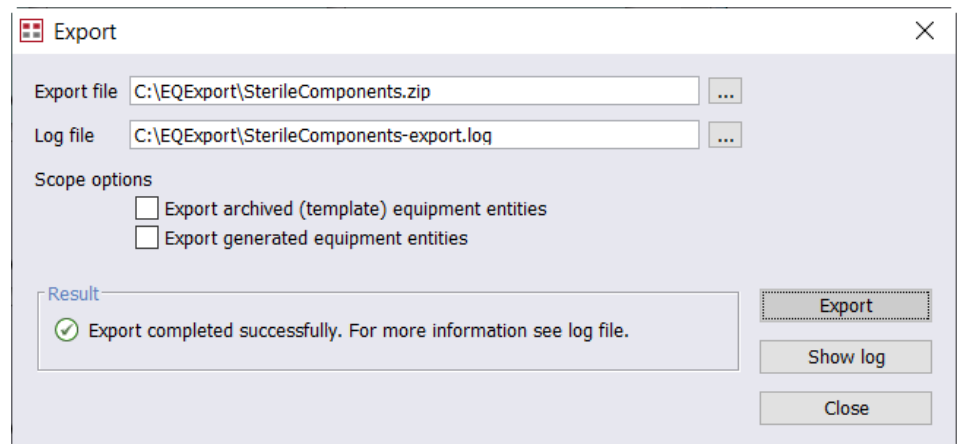 Export
Export file C:\EQExport\SterileComponents.zip ...
Log file C:\EQExport\SterileComponents-export.log ...
Scope options
Export archived (template) equipment entities
Export generated equipment entities
Result
Export completed successfully. For more information see log file.
Export
Show log
Close